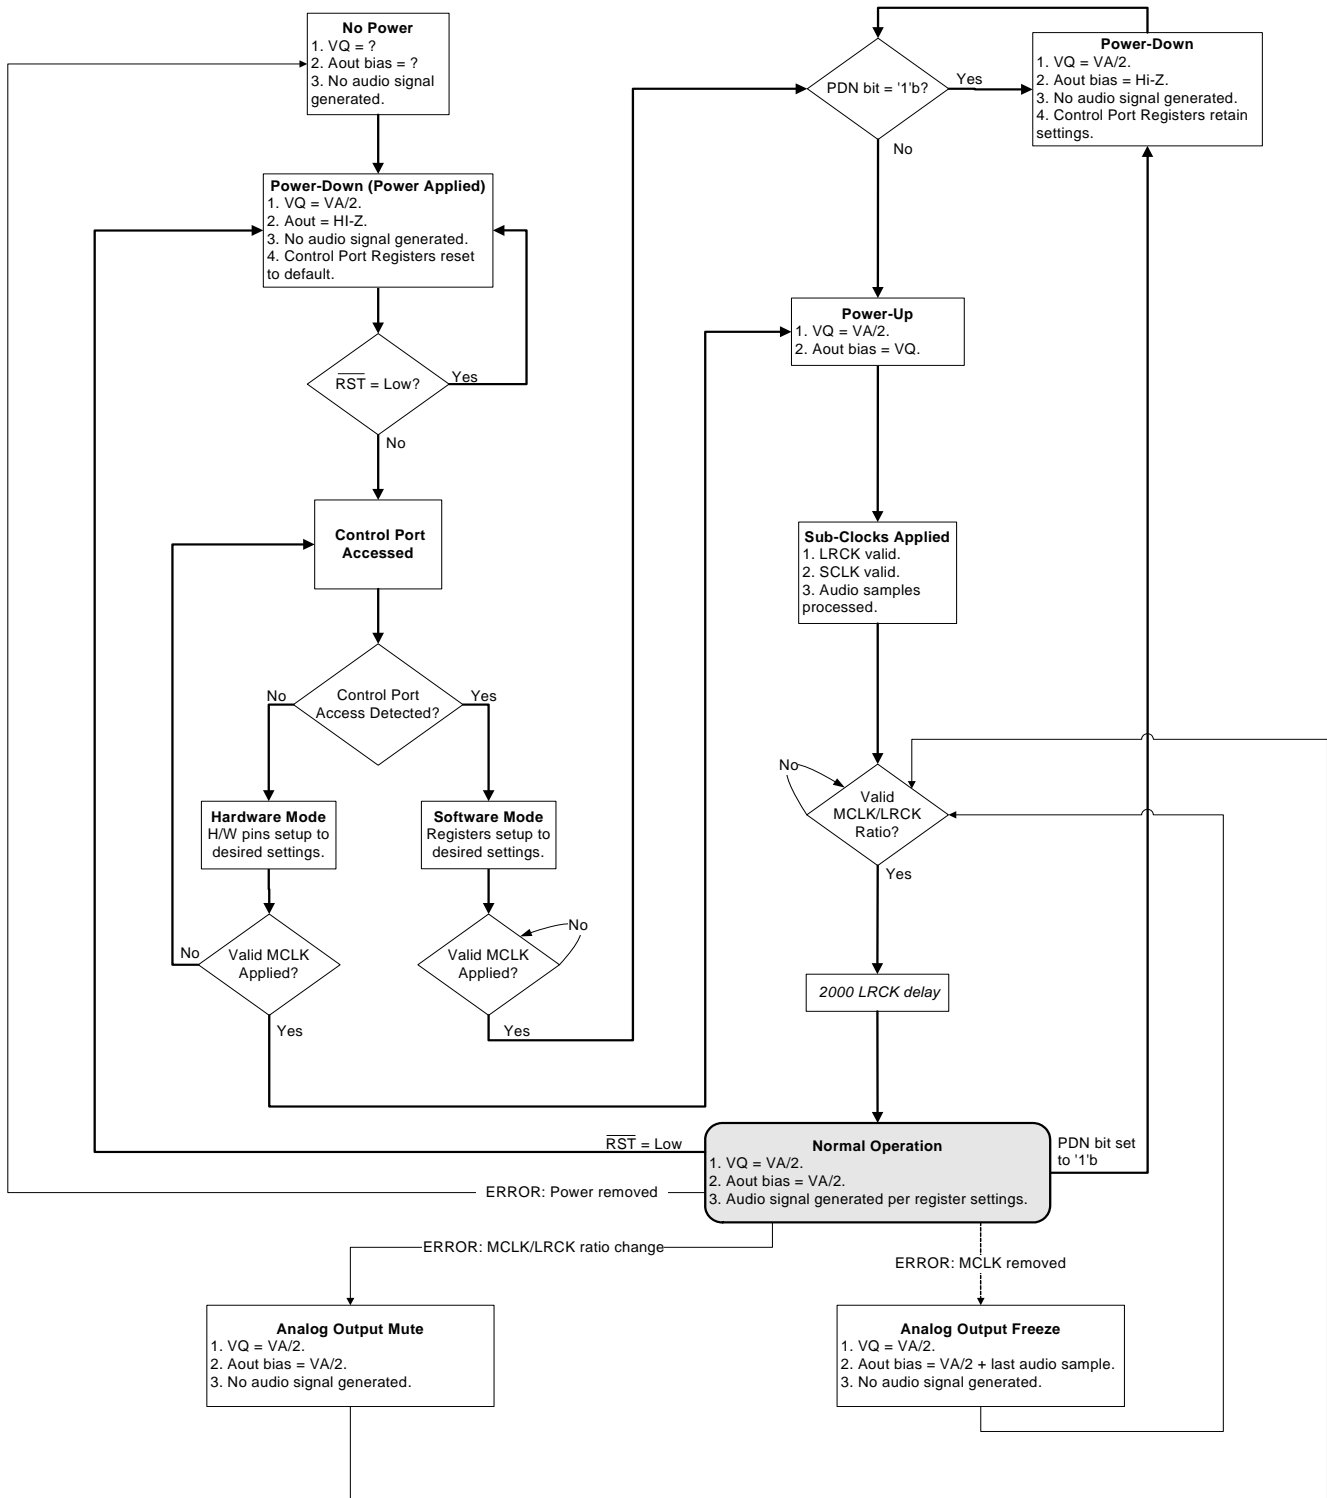 No Power
1. VQ = ?
2. Aout bias = ?
3. No audio signal
generated.
Power-Down (Power Applied)
1. VQ = VA/2.
2. Aout = HI-Z.
3. No audio signal generated.
4. Control Port Registers reset
to default.
RST = Low?
Yes
No
Control Port
Accessed
Control Port
Access Detected?
No
Yes
Hardware Mode
H/W pins setup to
desired settings.
Software Mode
Registers setup to
desired settings.
Valid MCLK
Applied?
No
Yes
Valid MCLK
Applied?
No
Yes
PDN bit = '1'b?
Yes
No
Power-Down
1. VQ = VA/2.
2. Aout bias = Hi-Z.
3. No audio signal generated.
4. Control Port Registers retain
settings.
Power-Up
1. VQ = VA/2.
2. Aout bias = VQ.
Sub-Clocks Applied
1. LRCK valid.
2. SCLK valid.
3. Audio samples
processed.
No
Valid
MCLK/LRCK
Ratio?
Yes
2000 LRCK delay
RST = Low
Normal Operation
1. VQ = VA/2.
2. Aout bias = VA/2.
3. Audio signal generated per register settings.
PDN bit set
to '1'b
ERROR: Power removed
ERROR: MCLK/LRCK ratio change
ERROR: MCLK removed
Analog Output Mute
1. VQ = VA/2.
2. Aout bias = VA/2.
3. No audio signal generated.
Analog Output Freeze
1. VQ = VA/2.
2. Aout bias = VA/2 + last audio sample.
3. No audio signal generated.